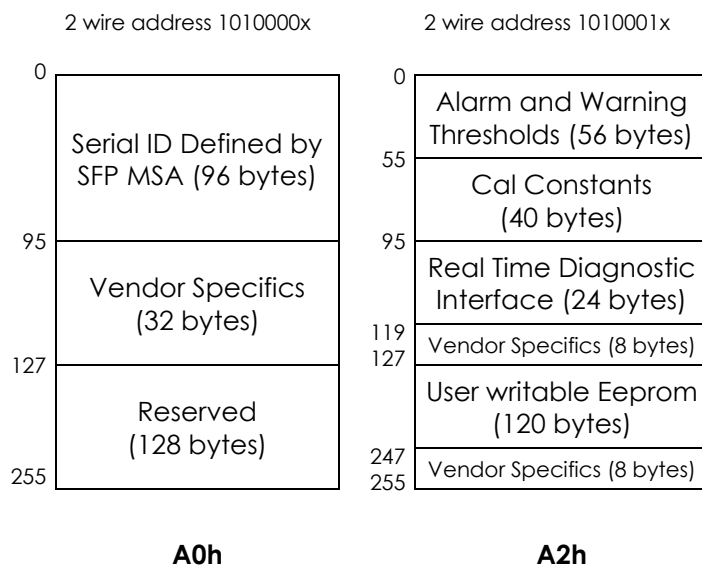 2 wire address 1010000x
0
Serial ID Defined by
SFP MSA (96 bytes)
95
Vendor Specifics
(32 bytes)
127
Reserved
(128 bytes)
255
A0h
2 wire address 1010001x
0
Alarm and Warning
Thresholds (56 bytes)
55
Cal Constants
(40 bytes)
95
Real Time Diagnostic
Interface (24 bytes)
119
Vendor Specifics (8 bytes)
127
User writable Eeprom
(120 bytes)
247
Vendor Specifics (8 bytes)
255
A2h